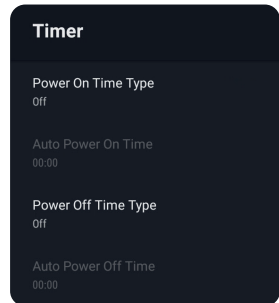 Timer
Power On Time Type
Off
Auto Power On Time
00:00
Power Off Time Type
Off
Auto Power Off Time
00:00